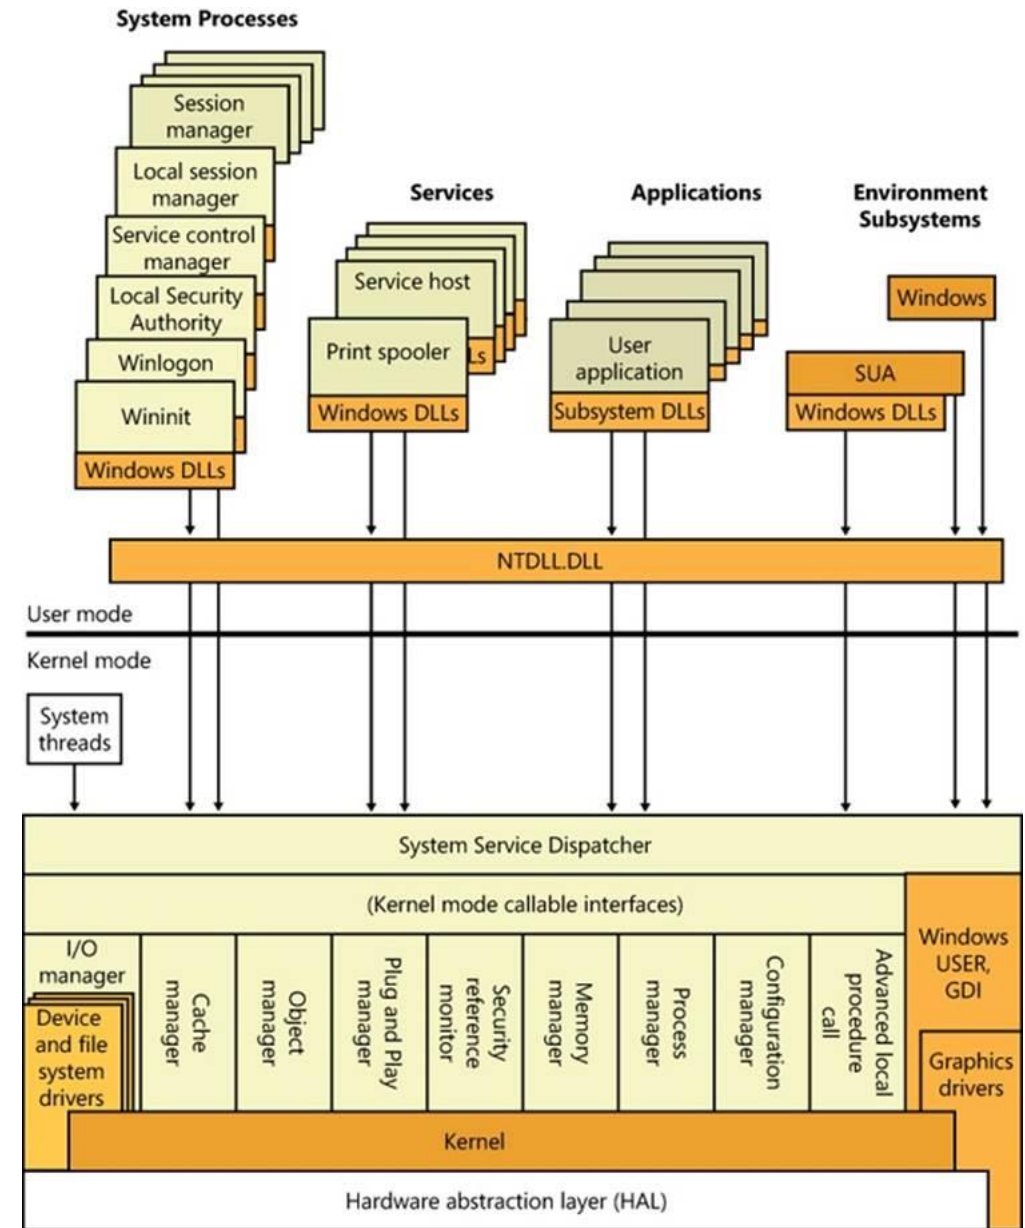 System Processes
Session
manager
Local session
manager
Service control
manager
Local Security
Authority
Winlogon
Wininit
Windows DLLs
Services
Service host
Print spooler
Ls
Windows DLLs
Applications
User
application
Subsystem DLLs
Environment
Subsystems
Windows
SUA
Windows DLLs
NTDLL.DLL
User mode
Kernel mode
System
threads
System Service Dispatcher
(Kernel mode callable interfaces)
I/O
manager
Device
and file
system
drivers
Cache
manager
Object
manager
Plug and Play
manager
Security
reference
monitor
Memory
manager
Process
manager
Configuration
manager
Advanced local
procedure
call
Windows
USER,
GDI
Graphics
drivers
Kernel
Hardware abstraction layer (HAL)